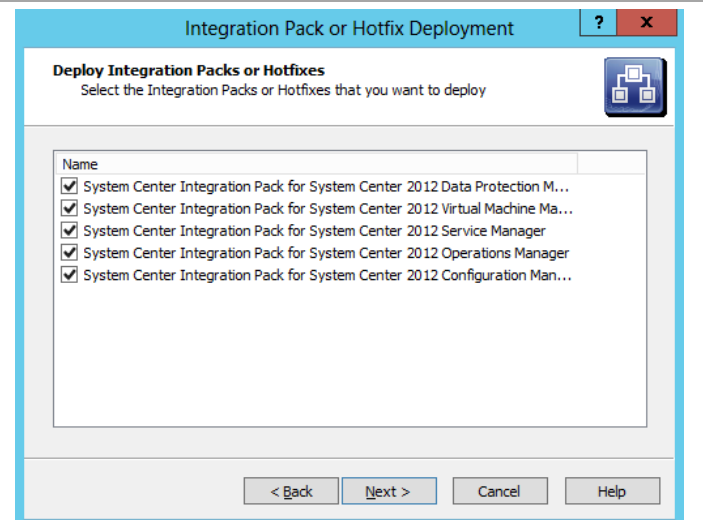 Integration Pack or Hotfix Deployment
? x
Deploy Integration Packs or Hotfixes
Select the Integration Packs or Hotfixes that you want to deploy
Name
System Center Integration Pack for System Center 2012 Data Protection M...
System Center Integration Pack for System Center 2012 Virtual Machine Ma...
System Center Integration Pack for System Center 2012 Service Manager
System Center Integration Pack for System Center 2012 Operations Manager
System Center Integration Pack for System Center 2012 Configuration Man...
< Back Next > Cancel Help